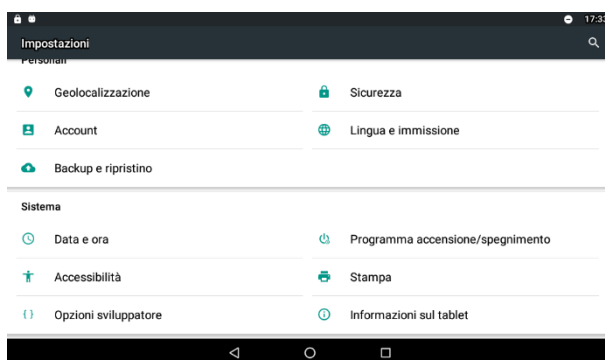 17:33
Impostazioni
Personali
Geolocalizzazione
Sicurezza
Account
Lingua e immissione
Backup e ripristino
Sistema
Data e ora
Programma accensione/spegnimento
Accessibilità
Stampa
Opzioni sviluppatore
Informazioni sul tablet